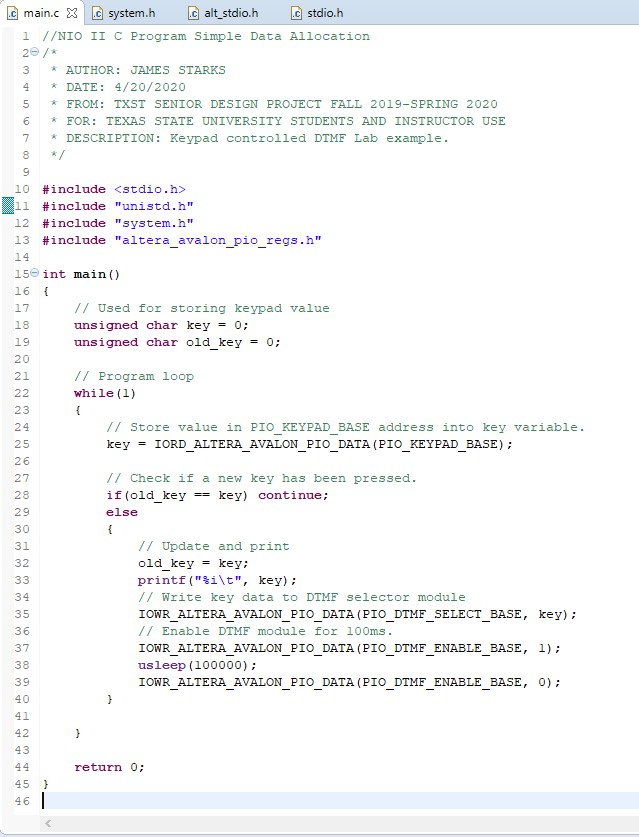 main.c system.h alt_stdio.h stdio.h
1 //NIO II C Program Simple Data Allocation
2 /*
3  * AUTHOR: JAMES STARKS
4  * DATE: 4/20/2020
5  * FROM: TXST SENIOR DESIGN PROJECT FALL 2019-SPRING 2020
6  * FOR: TEXAS STATE UNIVERSITY STUDENTS AND INSTRUCTOR USE
7  * DESCRIPTION: Keypad controlled DTMF Lab example.
8  */
9
10 #include <stdio.h>
11 #include "unistd.h"
12 #include "system.h"
13 #include "altera_avalon_pio_regs.h"
14
15 int main()
16 {
17     // Used for storing keypad value
18     unsigned char key = 0;
19     unsigned char old_key = 0;
20
21     // Program loop
22     while(1)
23     {
24         // Store value in PIO_KEYPAD_BASE address into key variable.
25         key = IORD_ALTERA_AVALON_PIO_DATA(PIO_KEYPAD_BASE);
26
27         // Check if a new key has been pressed.
28         if(old_key == key) continue;
29         else
30         {
31             // Update and print
32             old_key = key;
33             printf("%i\t", key);
34             // Write key data to DTMF selector module
35             IOWR_ALTERA_AVALON_PIO_DATA(PIO_DTMF_SELECT_BASE, key);
36             // Enable DTMF module for 100ms.
37             IOWR_ALTERA_AVALON_PIO_DATA(PIO_DTMF_ENABLE_BASE, 1);
38             usleep(100000);
39             IOWR_ALTERA_AVALON_PIO_DATA(PIO_DTMF_ENABLE_BASE, 0);
40         }
41
42     }
43
44     return 0;
45 }
46